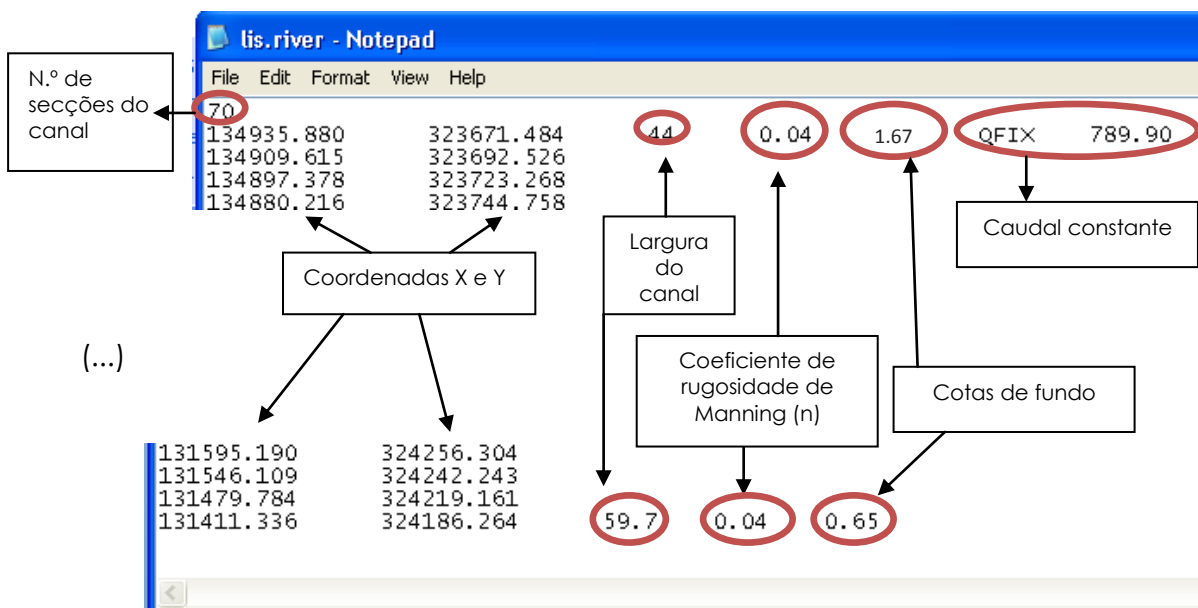 lis.river - Notepad
File Edit Format View Help
N.º de
secções do
canal
70
134935.880 323671.484 44 0.04 1.67 QFIX 789.90
134909.615 323692.526
134897.378 323723.268
134880.216 323744.758
Caudal constante
Largura
do
canal
Coordenadas X e Y
(...)
Coeficiente de
rugosidade de
Manning (n)
Cotas de fundo
131595.190 324256.304
131546.109 324242.243
131479.784 324219.161
131411.336 324186.264 59.7 0.04 0.65